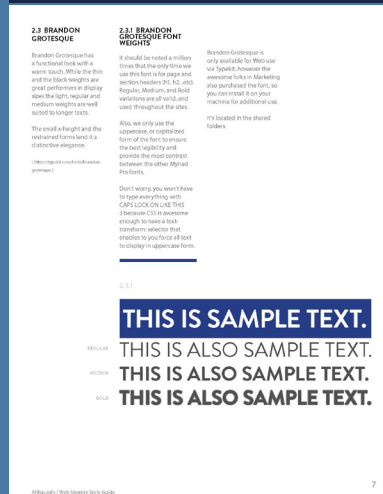 2.3 BRANDON
GROTESQUE
Brandon Grotesque has
a functional look with a
warm touch. While the thin
and the black weights are
great performers in display
sizes the light, regular and
medium weights are well
suited to longer texts.
The small x-height and the
restrained forms lend it a
distinctive elegance.
( https://typekit.com/fonts/brandon-
grotesque )
2.3.1 BRANDON
GROTESQUE FONT
WEIGHTS
It should be noted a million
times that the only time we
use this font is for page and
section headers (h1, h2, etc).
Regular, Medium, and Bold
variations are all valid, and
used throughout the sites.
Also, we only use the
uppercase, or capitalized
form of the font to ensure
the best legibility and
provide the most contrast
between the other Myriad
Pro fonts.
Don't worry, you won't have
to type everything with
CAPS LOCK ON LIKE THIS
3 because CSS is awesome
enough to have a text-
transform selector that
enables to you force all text
to display in uppercase form.
Brandon Grotesque is
only available for Web use
via Typekit, however the
awesome folks in Marketing
also purchased the font, so
you can install it on your
machine for additional use.
It's located in the shared
folders.
2.3.1
THIS IS SAMPLE TEXT.
REGULAR THIS IS ALSO SAMPLE TEXT.
MEDIUM THIS IS ALSO SAMPLE TEXT.
BOLD THIS IS ALSO SAMPLE TEXT.
| Web Identity Style Guide
7